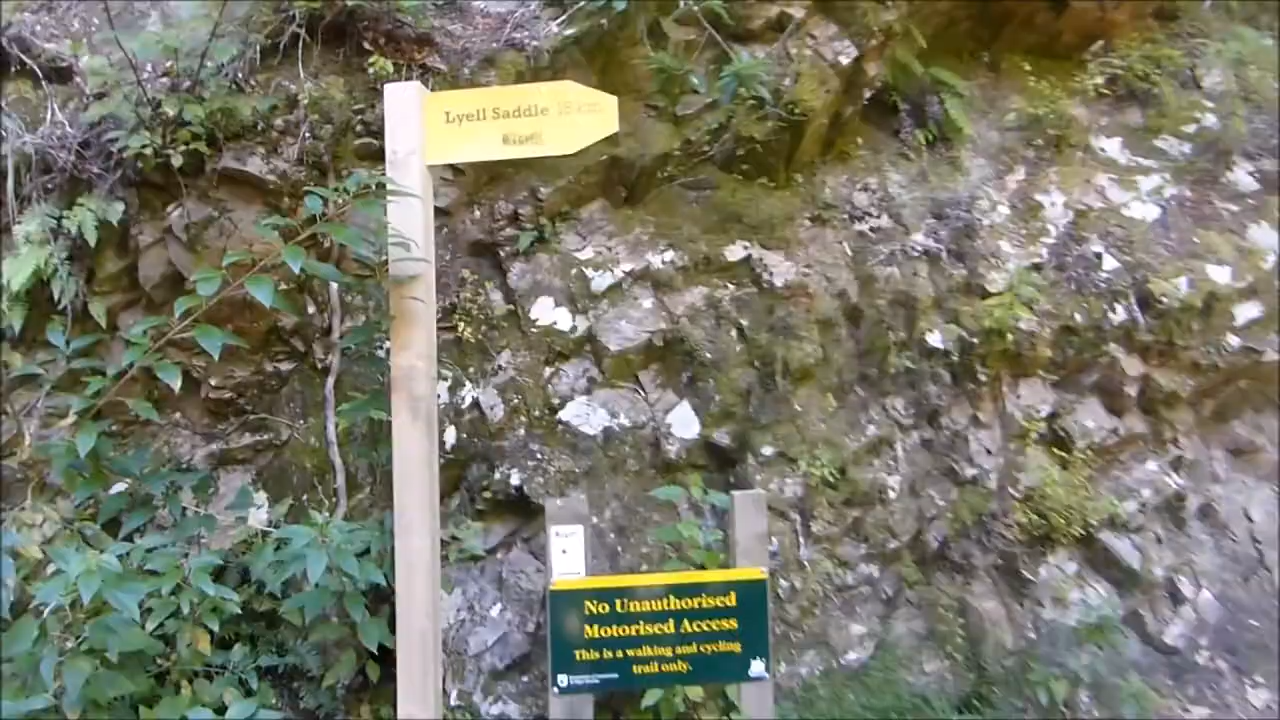 Lyell Saddle
No Unauthorised
Motorised Access
This is a walking and cycling
trail only.